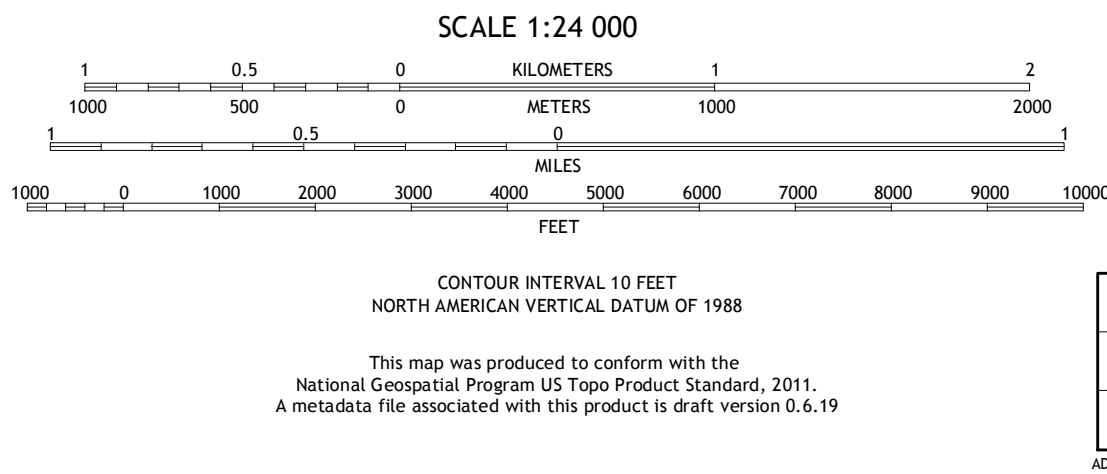 SCALE 1:24 000
1 0.5 0 KILOMETERS 1 2
1000 500 0 METERS 1000 2000
1 0.5 0 1
MILES
1000 0 1000 2000 3000 4000 5000 6000 7000 8000 9000 10000
FEET
CONTOUR INTERVAL 10 FEET
NORTH AMERICAN VERTICAL DATUM OF 1988
This map was produced to conform with the
National Geospatial Program US Topo Product Standard, 2011.
A metadata file associated with this product is draft version 0.6.19
AD